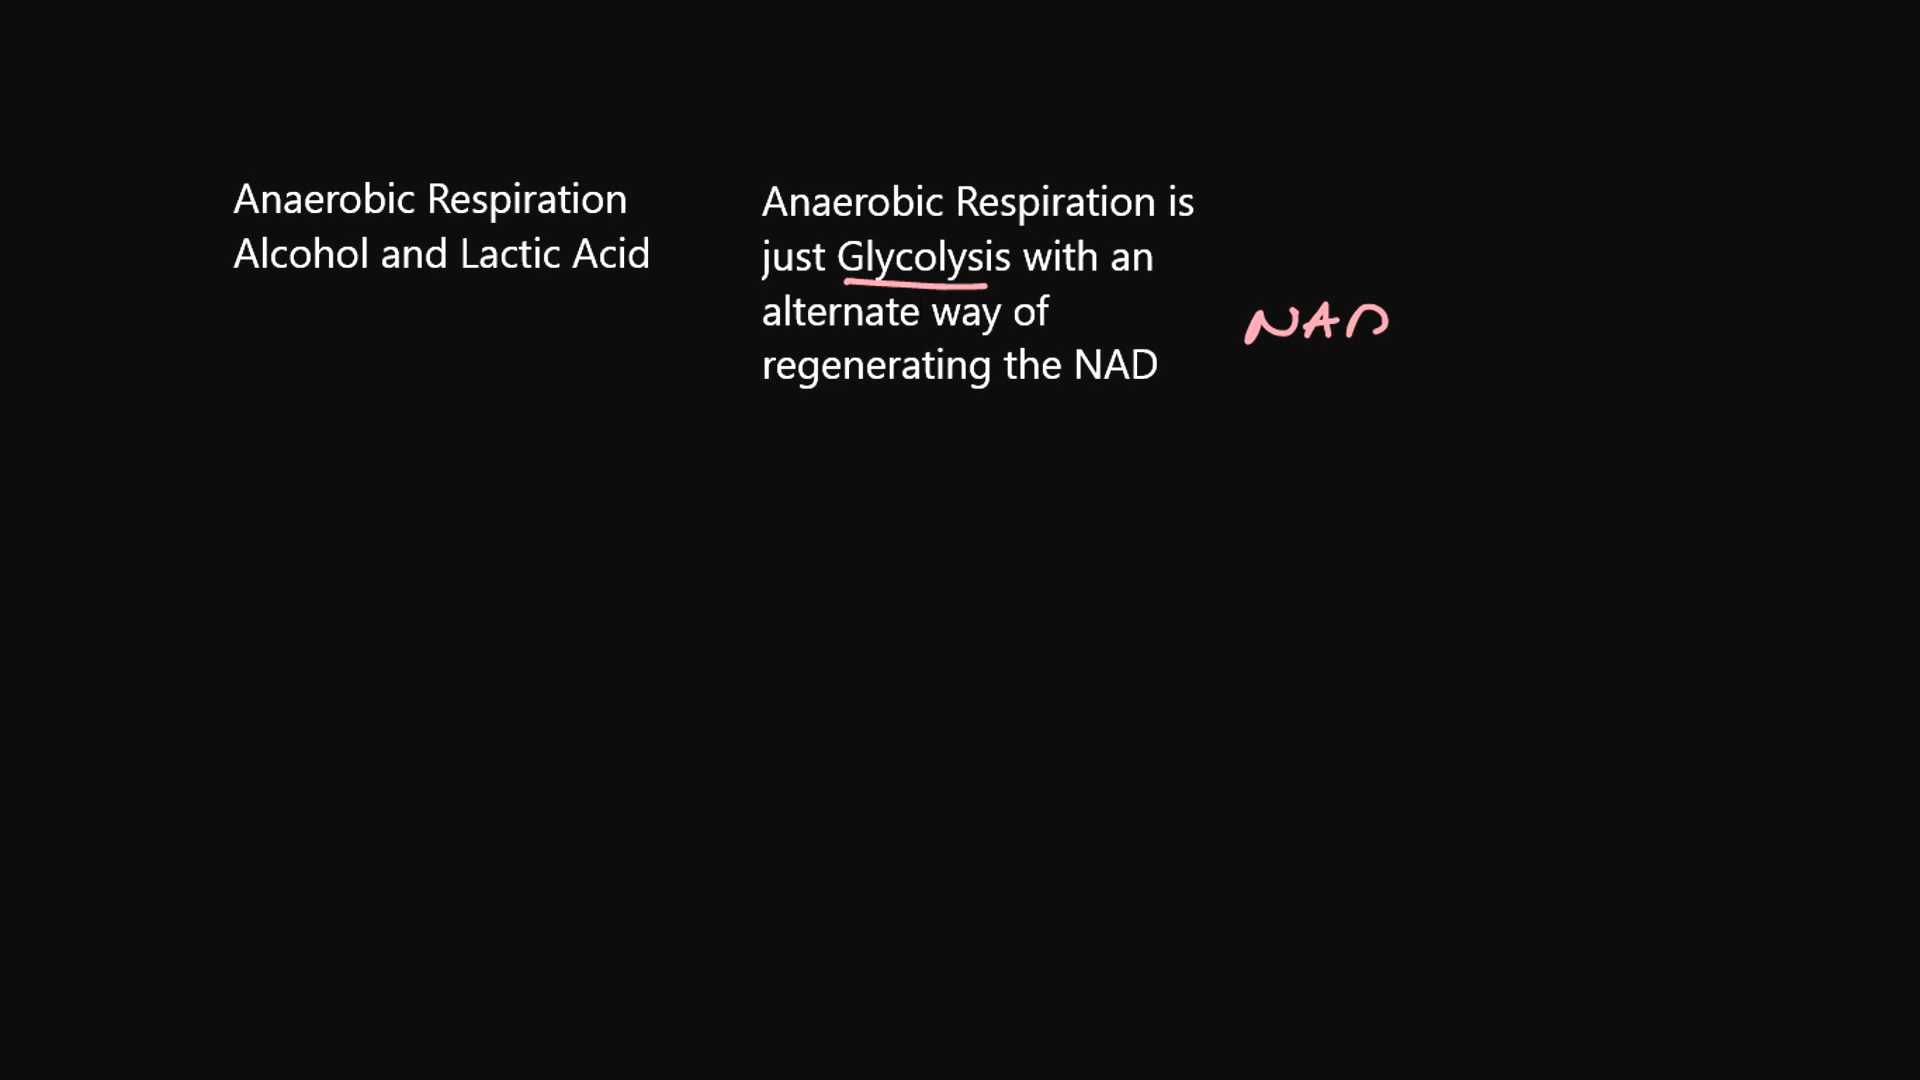 Anaerobic Respiration
Alcohol and Lactic Acid
Anaerobic Respiration is
just Glycolysis with an
alternate way of
regenerating the NAD
NAD